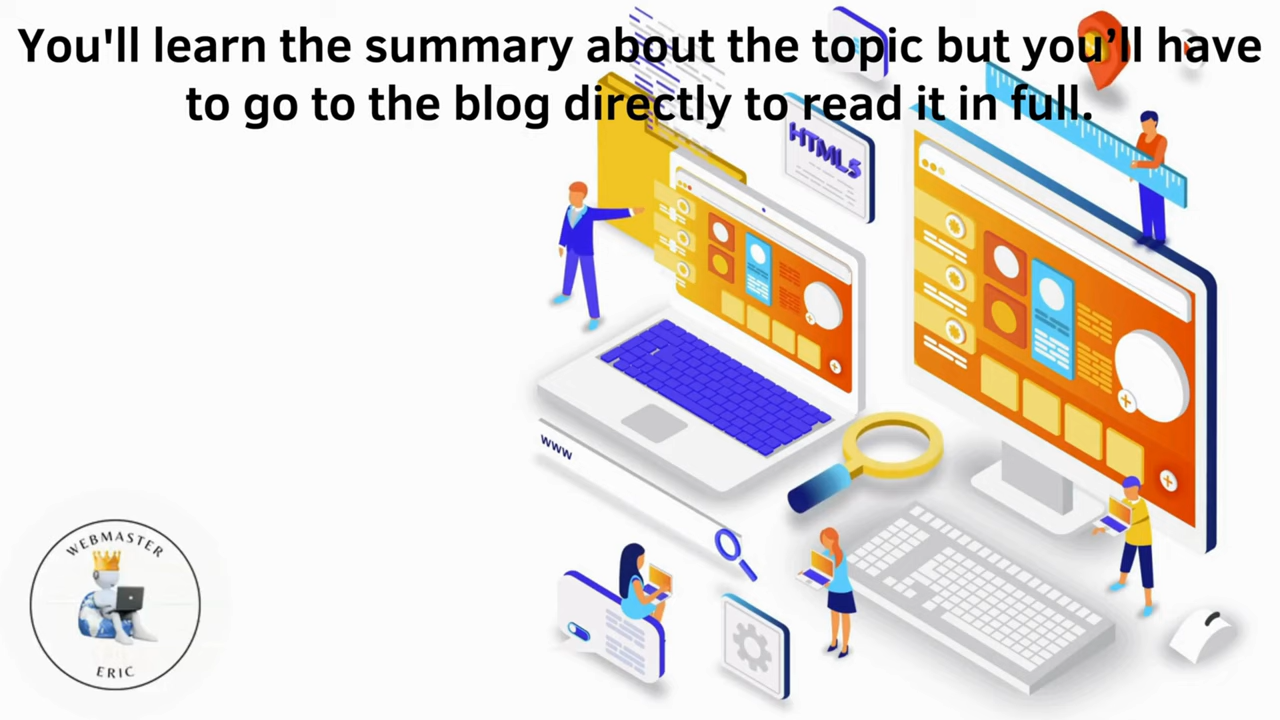 You'll learn the summary about the topic but you’ll have
to go to the blog directly to read it in full.
HTML5
WWW
WEBMASTER
ERIC